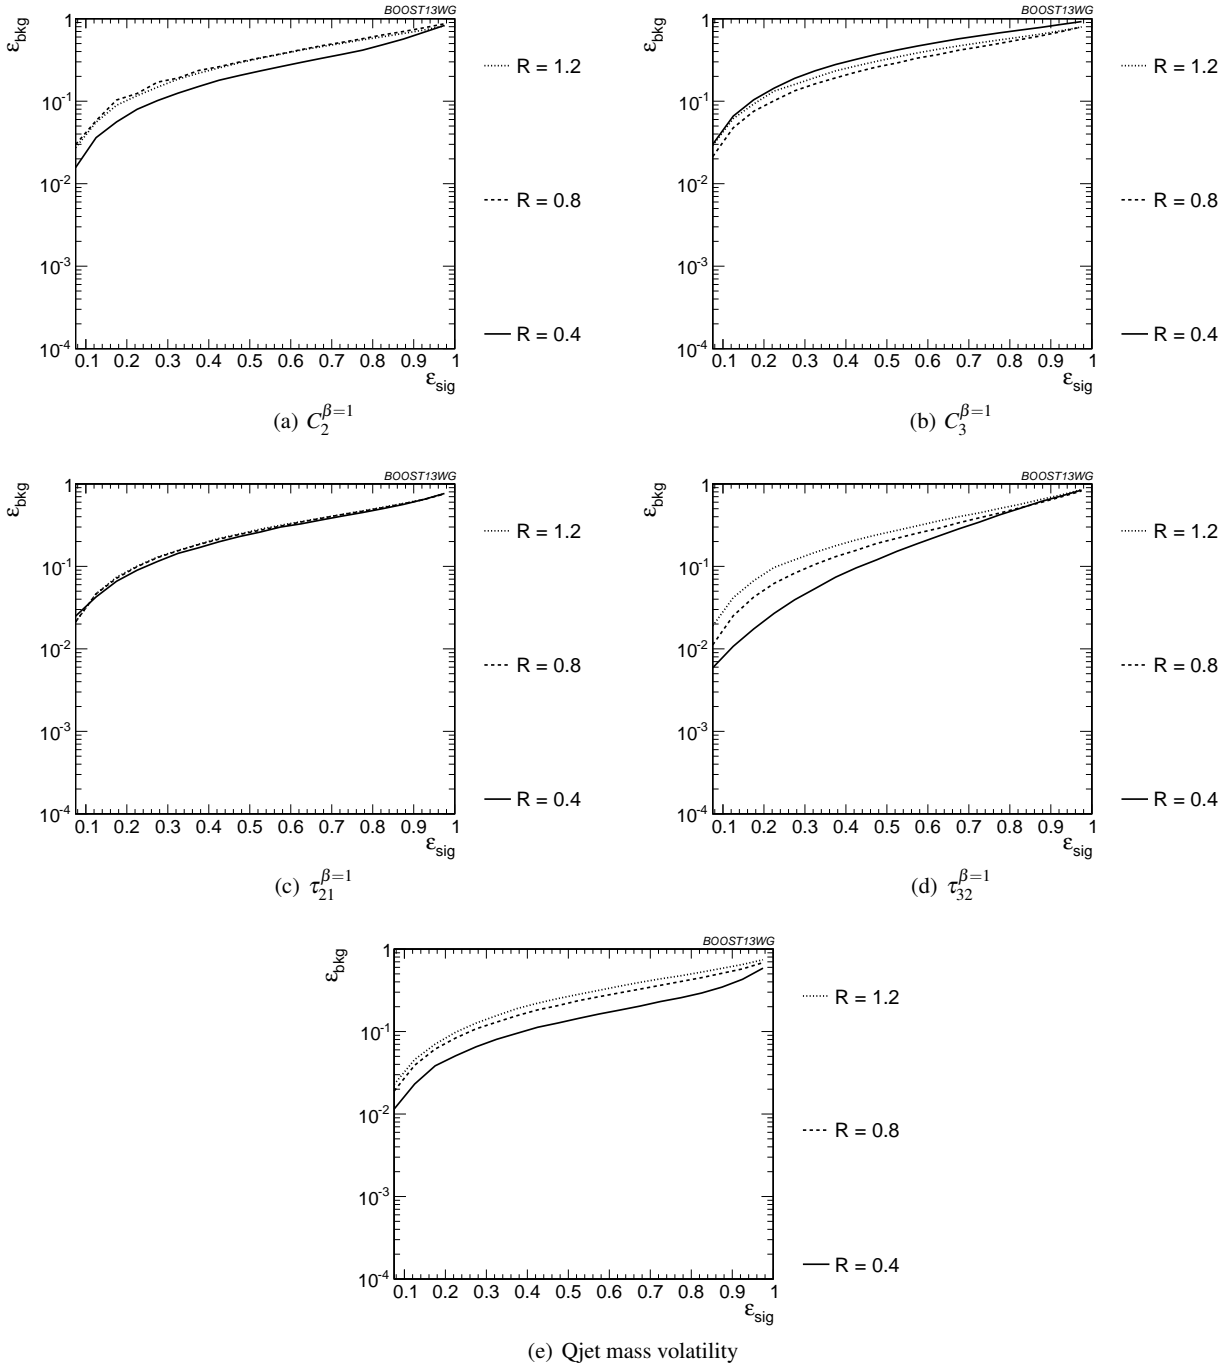 BOOST13WG
ε_bkg
1
10^-1
10^-2
10^-3
10^-4
0.1 0.2 0.3 0.4 0.5 0.6 0.7 0.8 0.9 1
ε_sig
R = 1.2
R = 0.8
R = 0.4
(a) C_2^{β=1}
BOOST13WG
ε_bkg
1
10^-1
10^-2
10^-3
10^-4
0.1 0.2 0.3 0.4 0.5 0.6 0.7 0.8 0.9 1
ε_sig
R = 1.2
R = 0.8
R = 0.4
(b) C_3^{β=1}
BOOST13WG
ε_bkg
1
10^-1
10^-2
10^-3
10^-4
0.1 0.2 0.3 0.4 0.5 0.6 0.7 0.8 0.9 1
ε_sig
R = 1.2
R = 0.8
R = 0.4
(c) τ_21^{β=1}
BOOST13WG
ε_bkg
1
10^-1
10^-2
10^-3
10^-4
0.1 0.2 0.3 0.4 0.5 0.6 0.7 0.8 0.9 1
ε_sig
R = 1.2
R = 0.8
R = 0.4
(d) τ_32^{β=1}
BOOST13WG
ε_bkg
1
10^-1
10^-2
10^-3
10^-4
0.1 0.2 0.3 0.4 0.5 0.6 0.7 0.8 0.9 1
ε_sig
R = 1.2
R = 0.8
R = 0.4
(e) Qjet mass volatility